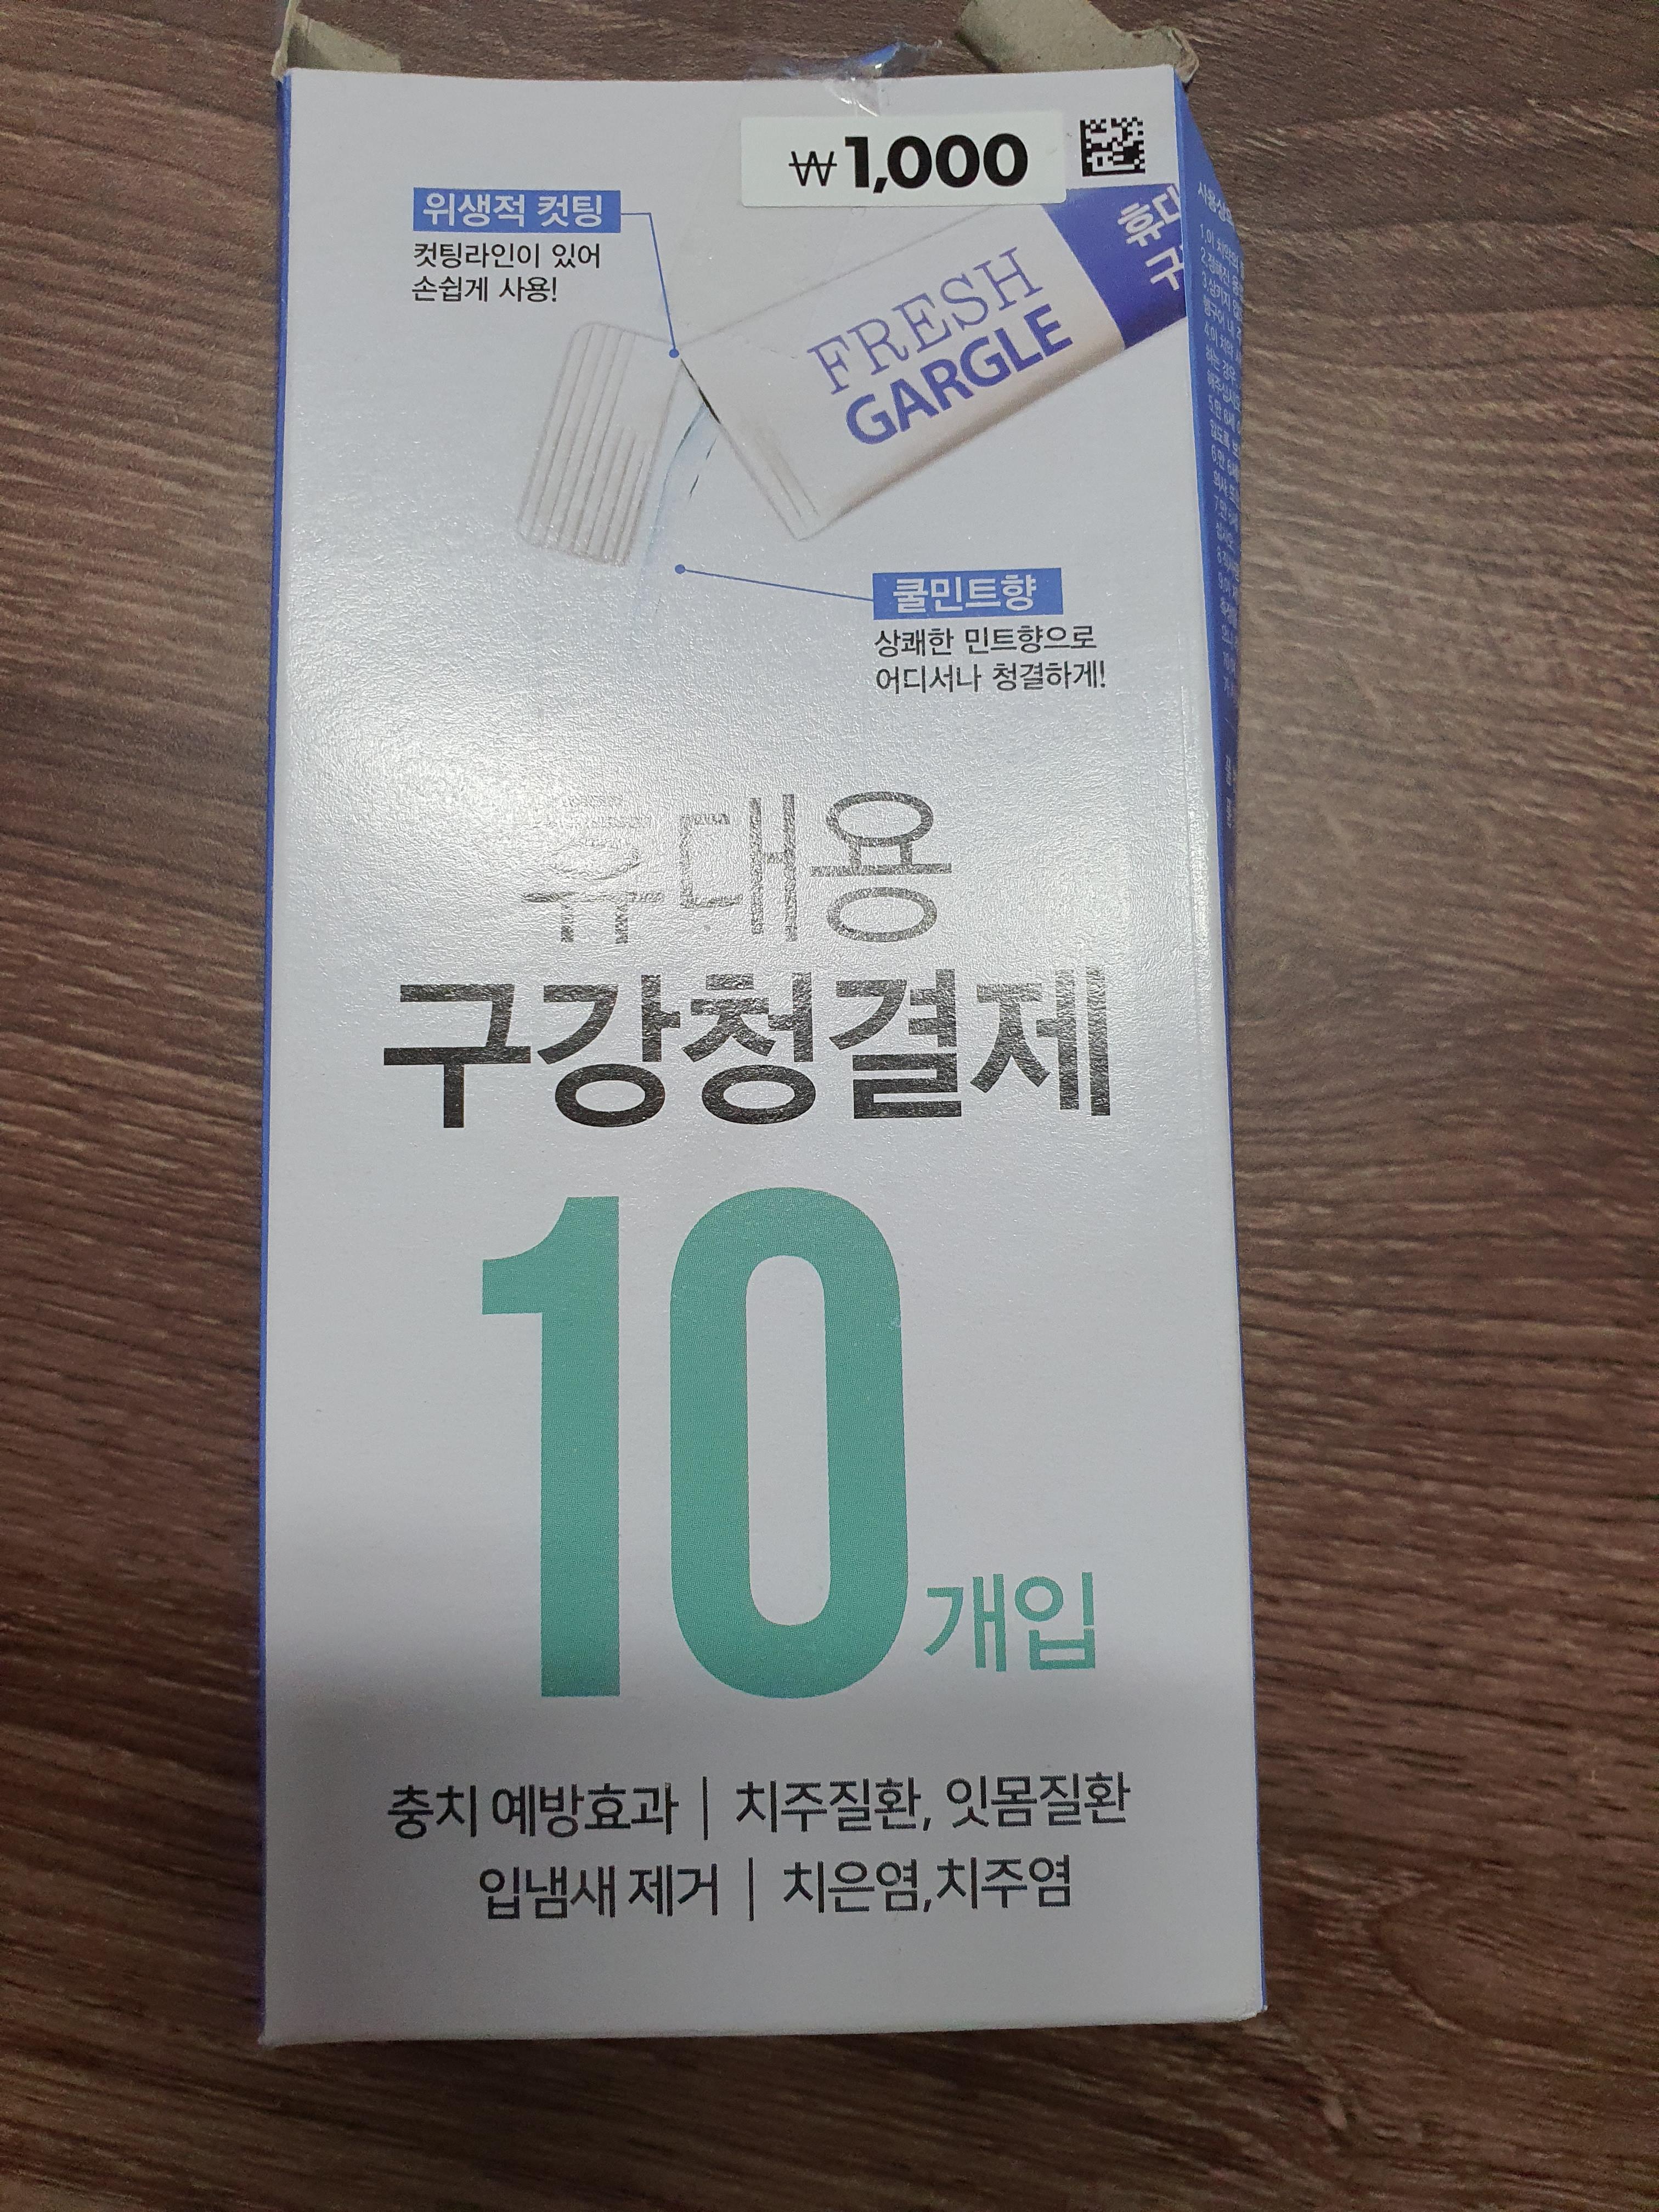 ₩1,000
위생적 컷팅
컷팅라인이 있어
손쉽게 사용!
FRESH
GARGLE
쿨민트향
상쾌한 민트향으로
어디서나 청결하게!
휴대용
구강청결제
10개입
충치 예방효과 | 치주질환, 잇몸질환
입냄새 제거 | 치은염,치주염